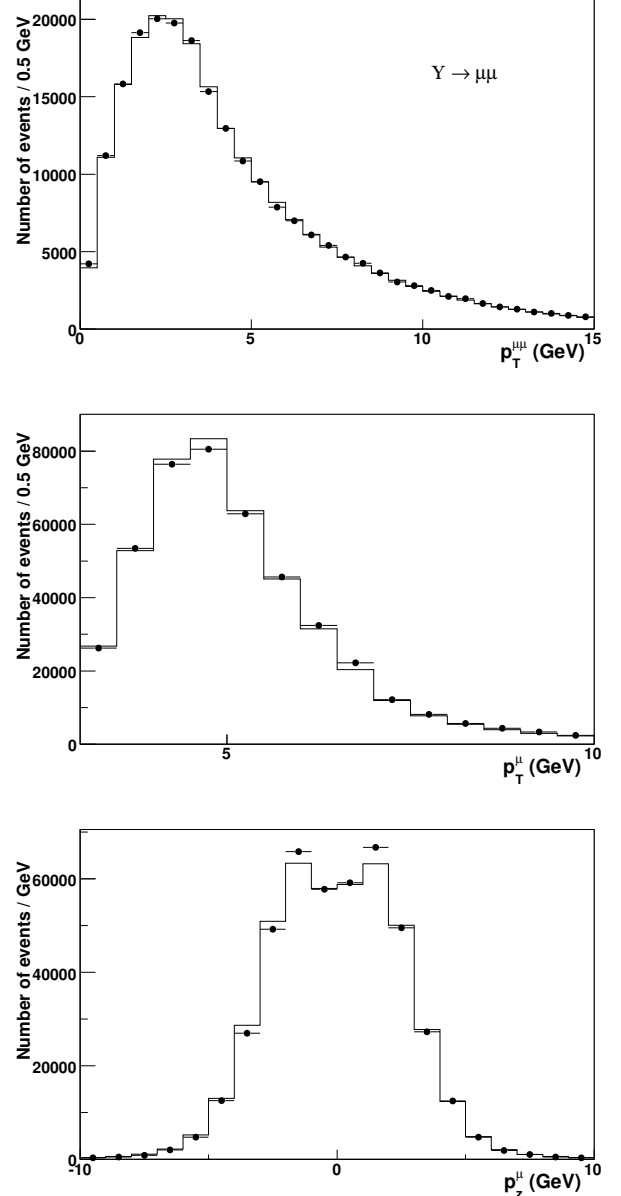 20000
15000
10000
5000
0
Number of events / 0.5 GeV
Υ → μμ
0 5 10 15
p_T^{μμ} (GeV)
80000
60000
40000
20000
0
Number of events / 0.5 GeV
5 10
p_T^μ (GeV)
60000
40000
20000
0
Number of events / GeV
-10 0 10
p_z^μ (GeV)